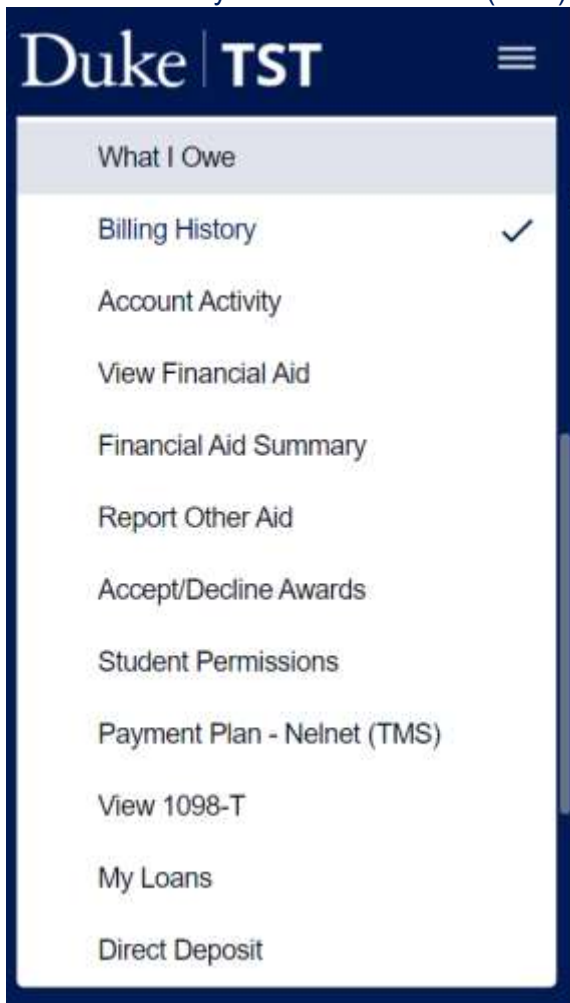 Duke TST
What I Owe
Billing History
Account Activity
View Financial Aid
Financial Aid Summary
Report Other Aid
Accept/Decline Awards
Student Permissions
Payment Plan - Nelnet (TMS)
View 1098-T
My Loans
Direct Deposit